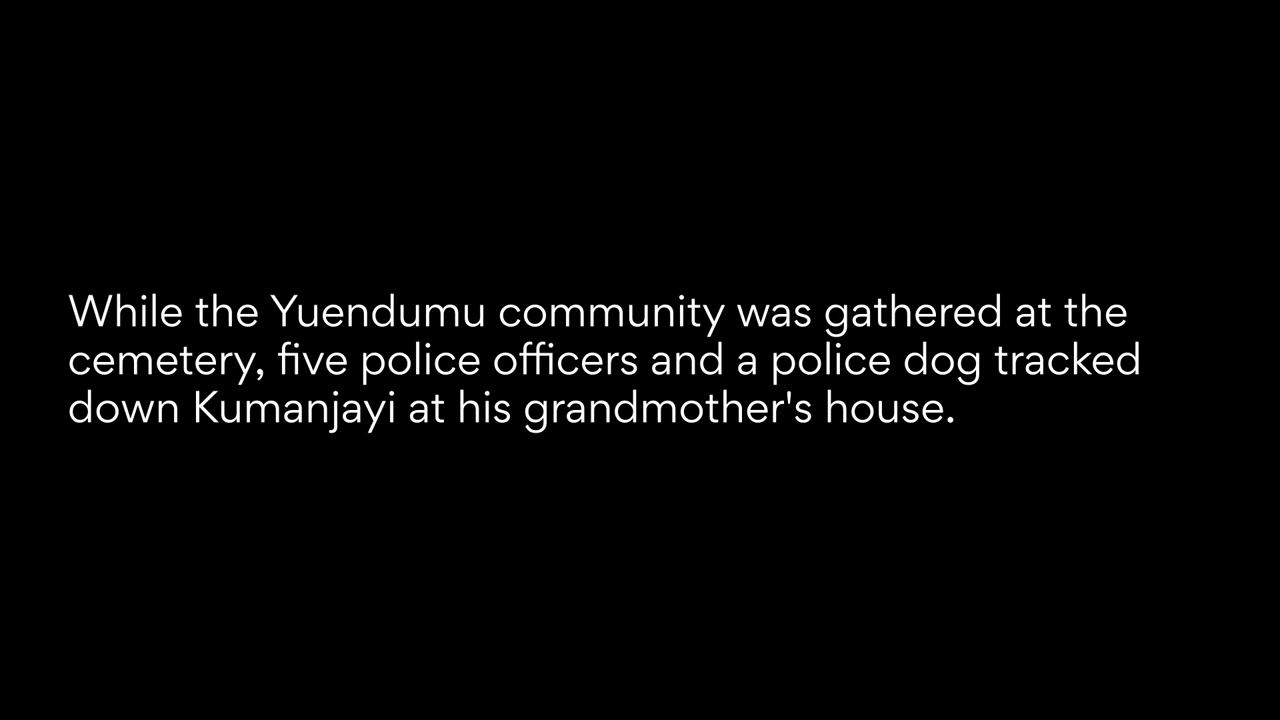 While the Yuendumu community was gathered at the
cemetery, five police officers and a police dog tracked
down Kumanjayi at his grandmother's house.